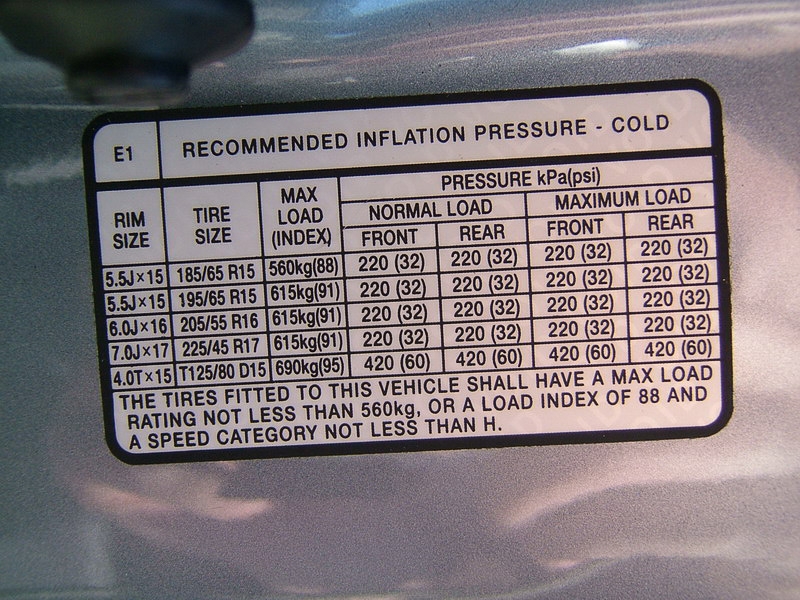 E1 RECOMMENDED INFLATION PRESSURE - COLD
RIM SIZE TIRE SIZE MAX LOAD (INDEX) PRESSURE kPa(psi)
NORMAL LOAD MAXIMUM LOAD
FRONT REAR FRONT REAR
5.5J×15 185/65 R15 560kg(88) 220 (32) 220 (32) 220 (32) 220 (32)
5.5J×15 195/65 R15 615kg(91) 220 (32) 220 (32) 220 (32) 220 (32)
6.0J×16 205/55 R16 615kg(91) 220 (32) 220 (32) 220 (32) 220 (32)
7.0J×17 225/45 R17 615kg(91) 220 (32) 220 (32) 220 (32) 220 (32)
4.0T×15 T125/80 D15 690kg(95) 420 (60) 420 (60) 420 (60) 420 (60)
THE TIRES FITTED TO THIS VEHICLE SHALL HAVE A MAX LOAD
RATING NOT LESS THAN 560kg, OR A LOAD INDEX OF 88 AND
A SPEED CATEGORY NOT LESS THAN H.